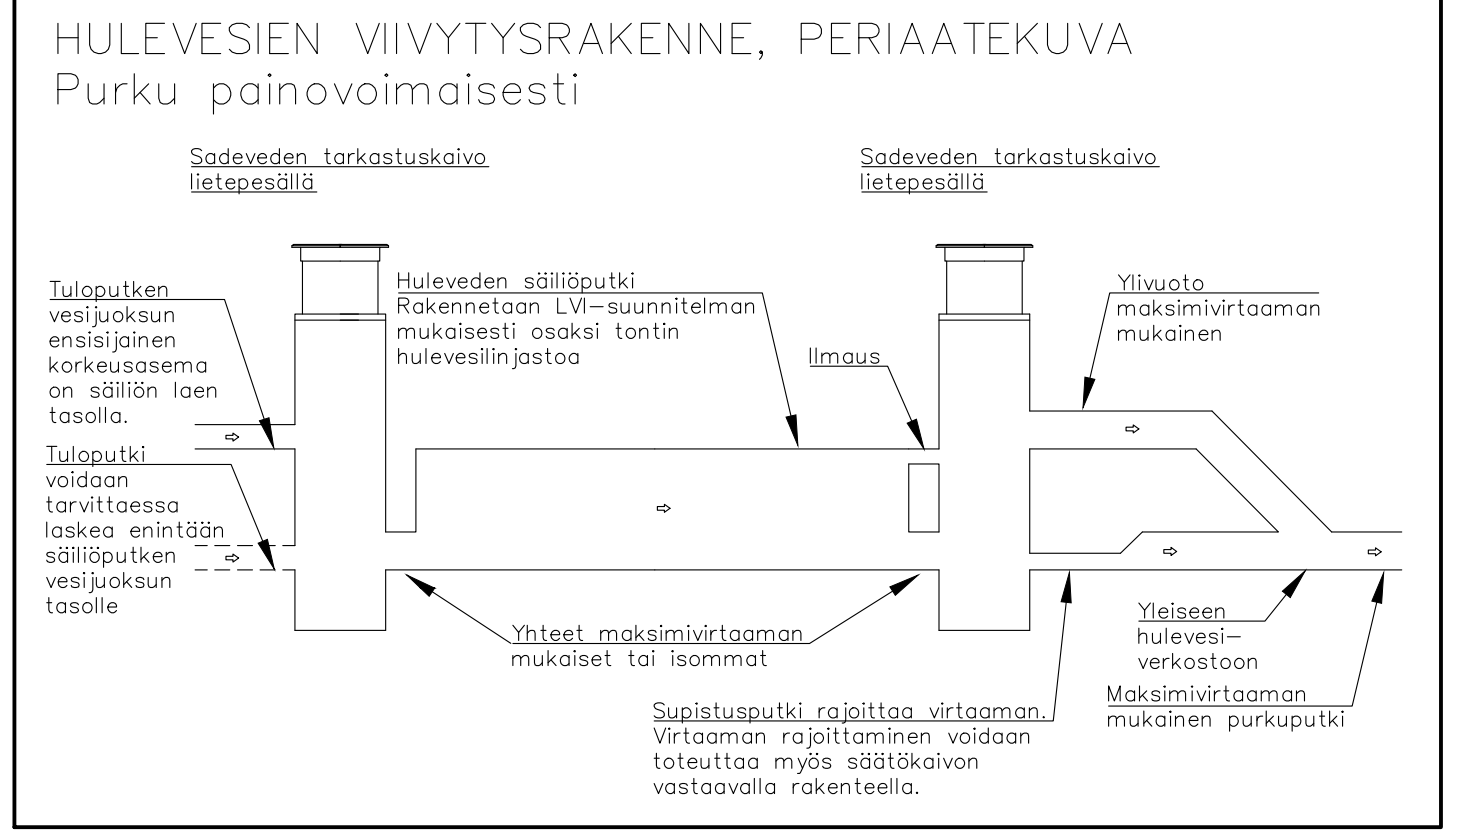 HULEVESIEN VIIVYTYSRAKENNE, PERIAATEKUVA
Purku painovoimaisesti
Sadeveden tarkastuskaivo
lietepesällä
Sadeveden tarkastuskaivo
lietepesällä
Tuloputken
vesijuoksun
ensisijainen
korkeusasema
on säiliön laen
tasolla.
Tuloputki
voidaan
tarvittaessa
laskea enintään
säiliöputken
vesijuoksun
tasolle
Huleveden säiliöputki
Rakennetaan LVI-suunnitelman
mukaisesti osaksi tontin
hulevesilinjastoa
Ilmaus
Ylivuoto
maksimivirtaaman
mukainen
Yhteet maksimivirtaaman
mukaiset tai isommat
Supistusputki rajoittaa virtaaman.
Virtaaman rajoittaminen voidaan
toteuttaa myös säätökaivon
vastaavalla rakenteella.
Yleiseen
hulevesi-
verkostoon
Maksimivirtaaman
mukainen purkuputki